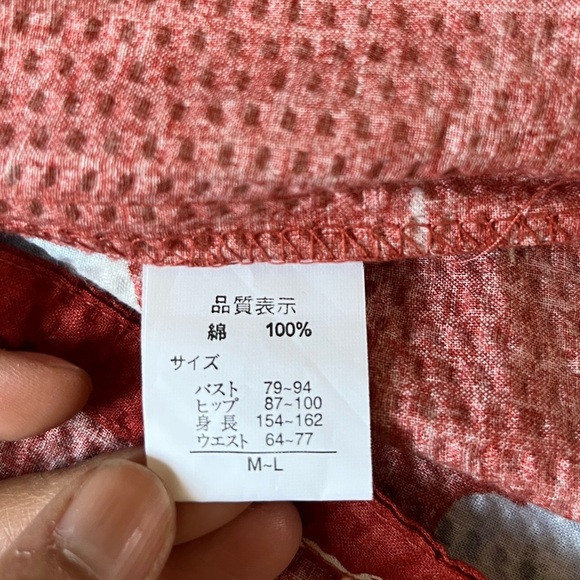 品質表示
綿 100%
サイズ
バスト 79~94
ヒップ 87~100
身長 154~162
ウエスト 64~77
M~L